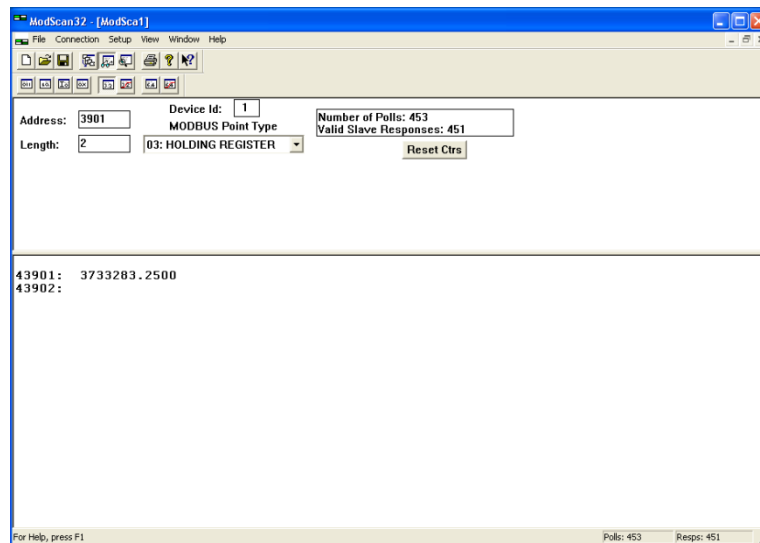 ModScan32 - [ModSca1]
File Connection Setup View Window Help
Address: 3901
Device Id: 1
MODBUS Point Type
Length: 2
03: HOLDING REGISTER
Number of Polls: 453
Valid Slave Responses: 451
Reset Ctrs
43901: 3733283.2500
43902:
For Help, press F1
Polls: 453
Resps: 451